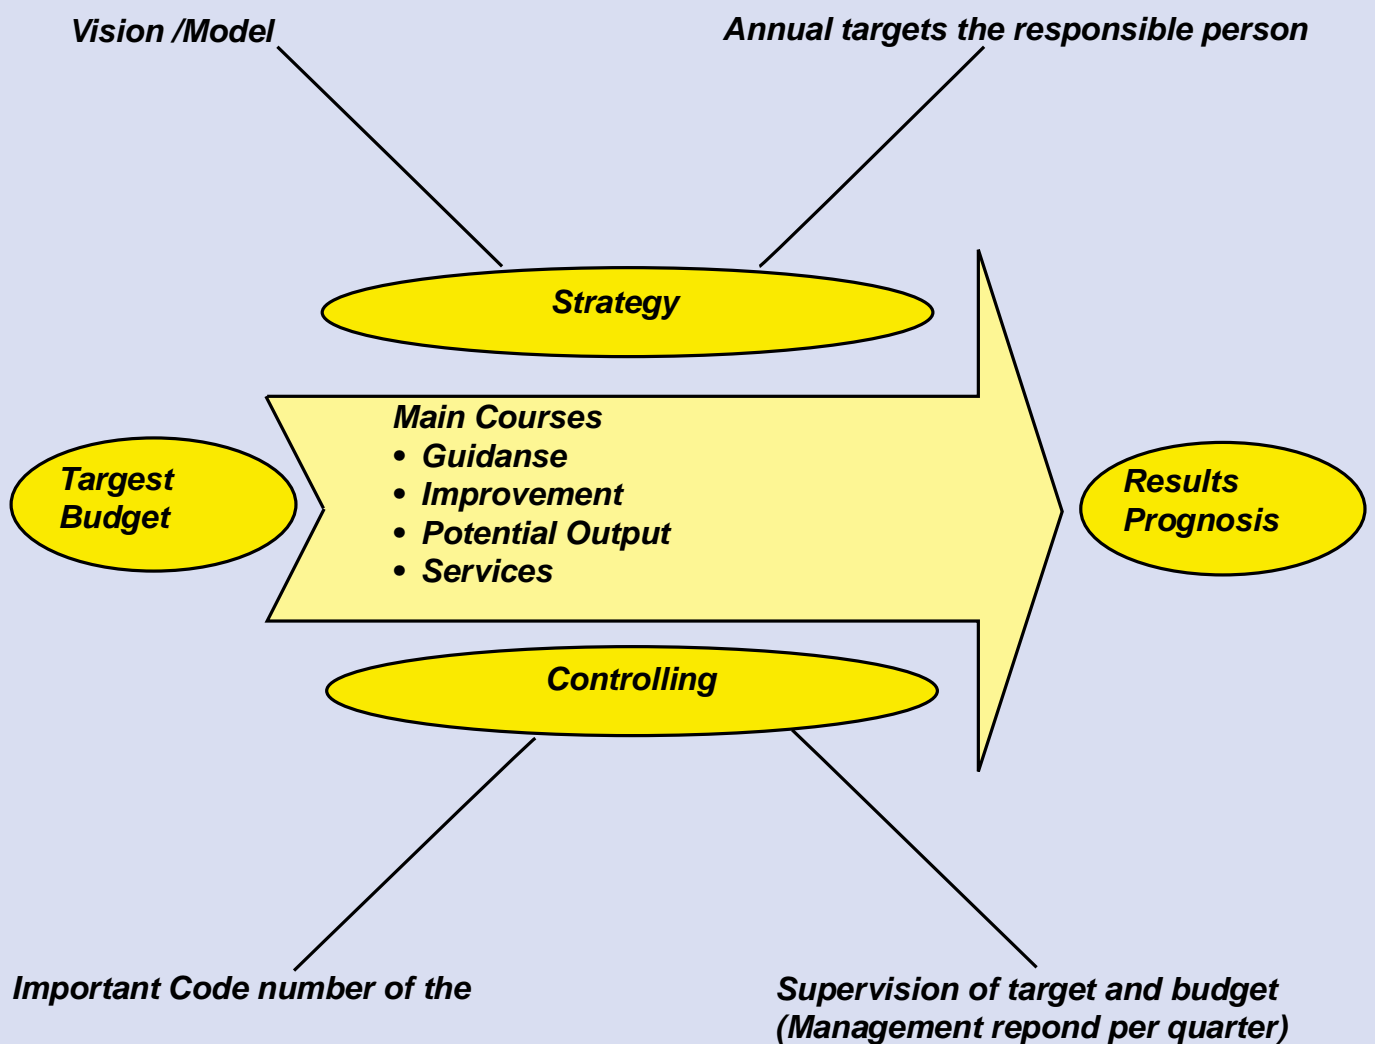 Vision /Model
Annual targets the responsible person
Strategy
Main Courses
• Guidanse
• Improvement
• Potential Output
• Services
Targest
Budget
Results
Prognosis
Controlling
Important Code number of the
Supervision of target and budget
(Management repond per quarter)